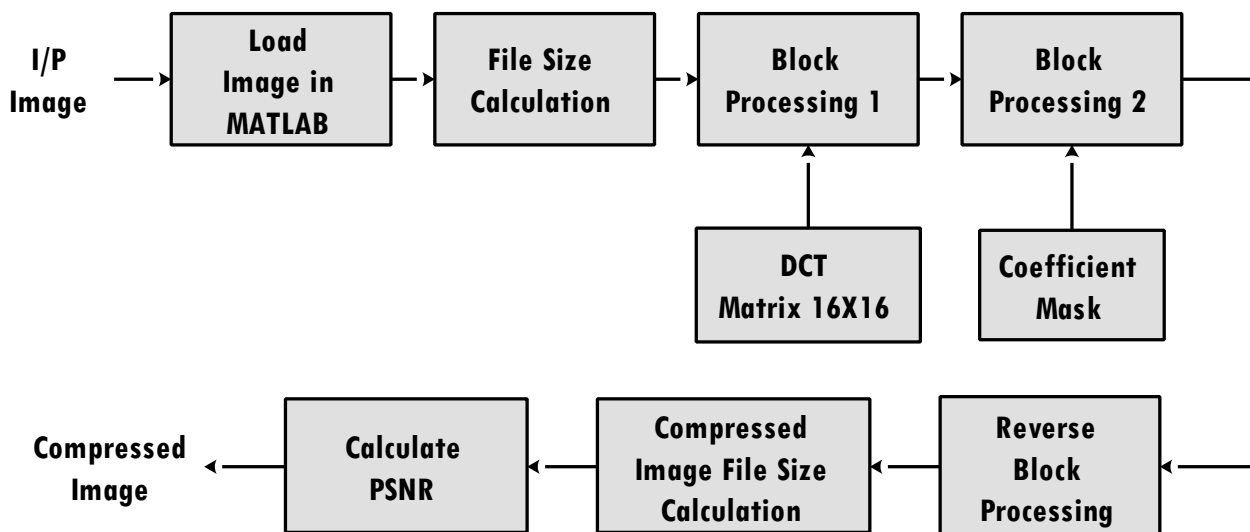 I/P
Image
Load
Image in
MATLAB
File Size
Calculation
Block
Processing 1
Block
Processing 2
DCT
Matrix 16X16
Coefficient
Mask
Compressed
Image
Calculate
PSNR
Compressed
Image File Size
Calculation
Reverse
Block
Processing